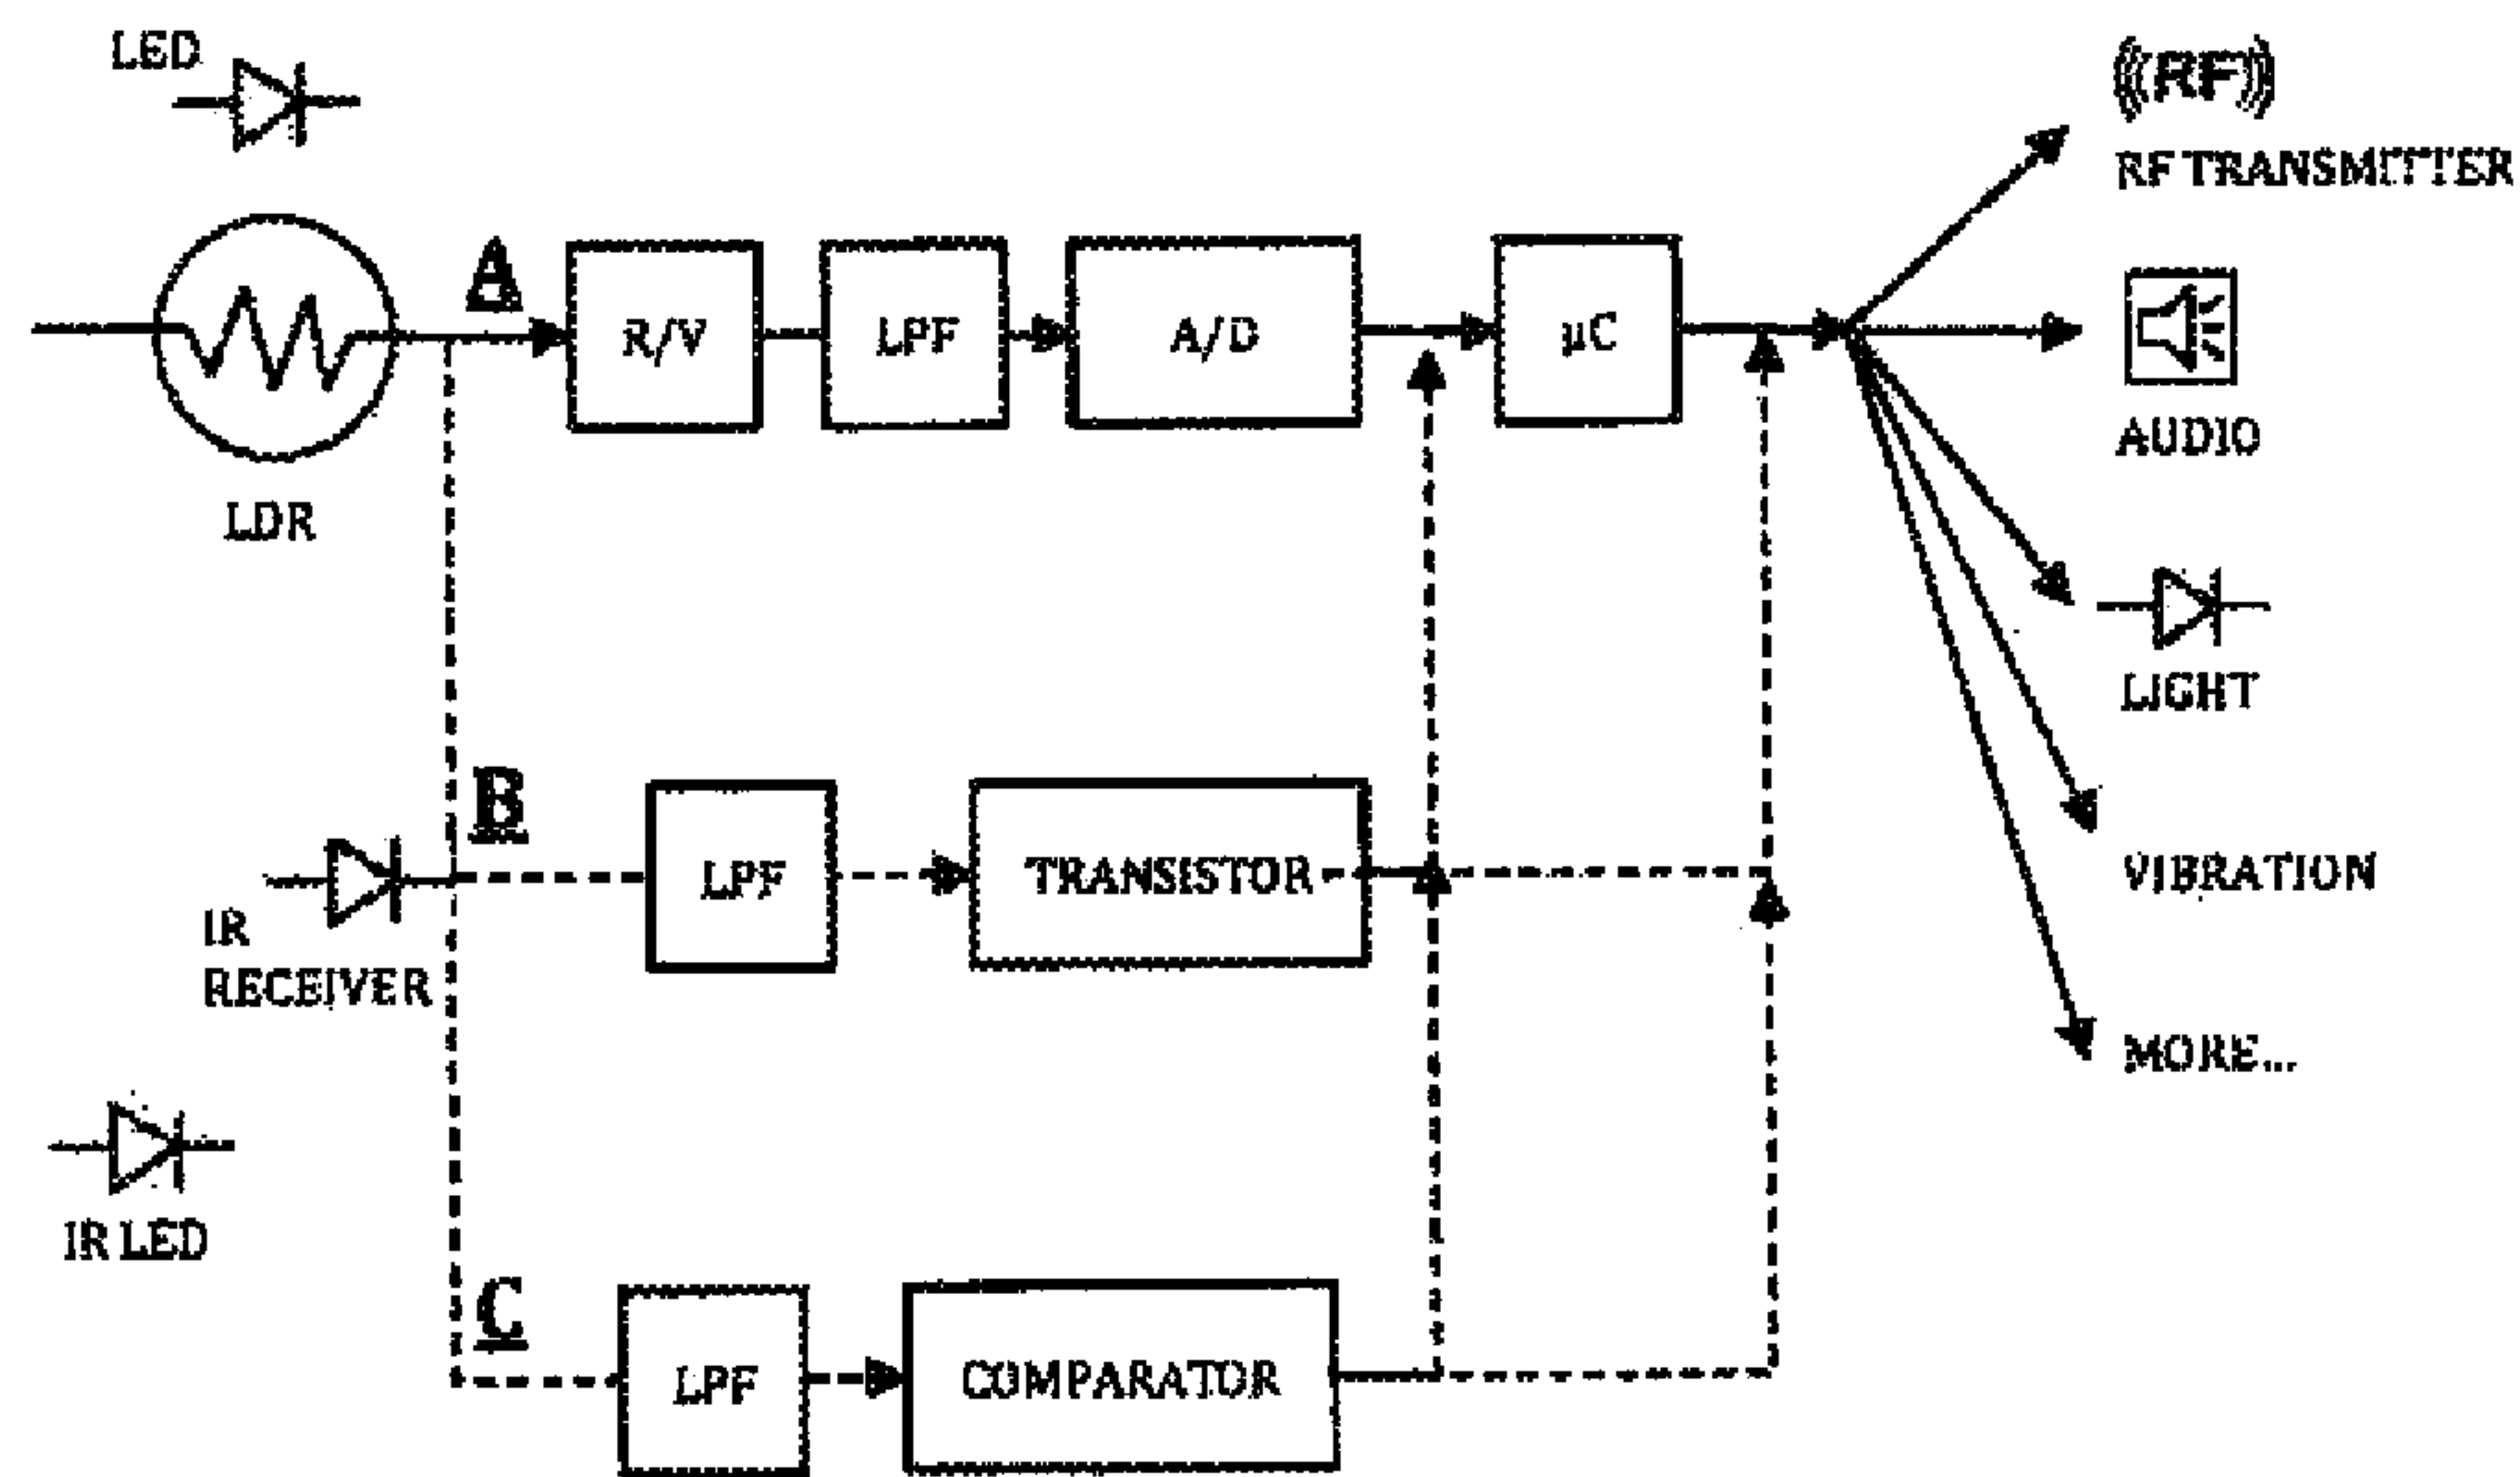 LED
((RF))
RF TRANSMITTER
A
R/V
LPF
A/D
µC
AUDIO
LDR
LIGHT
B
LPF
TRANSISTOR
VIBRATION
IR
RECEIVER
MORE...
IR LED
C
LPF
COMPARATOR